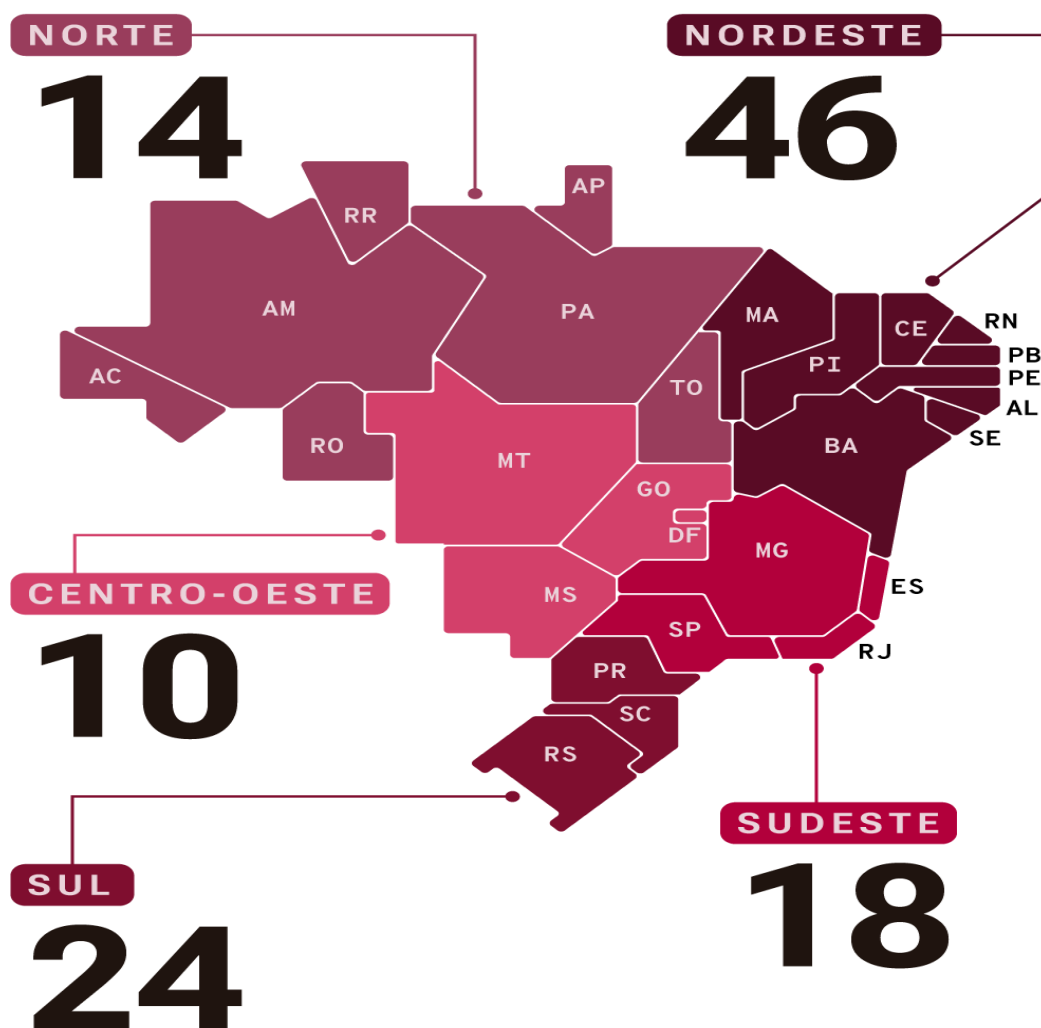 NORTE
14
NORDESTE
46
AP
RR
AM
PA
MA
CE
RN
PB
PI
PE
AC
TO
AL
SE
RO
BA
MT
GO
DF
MG
ES
MS
SP
RJ
PR
SC
RS
CENTRO-OESTE
10
SUDESTE
18
SUL
24